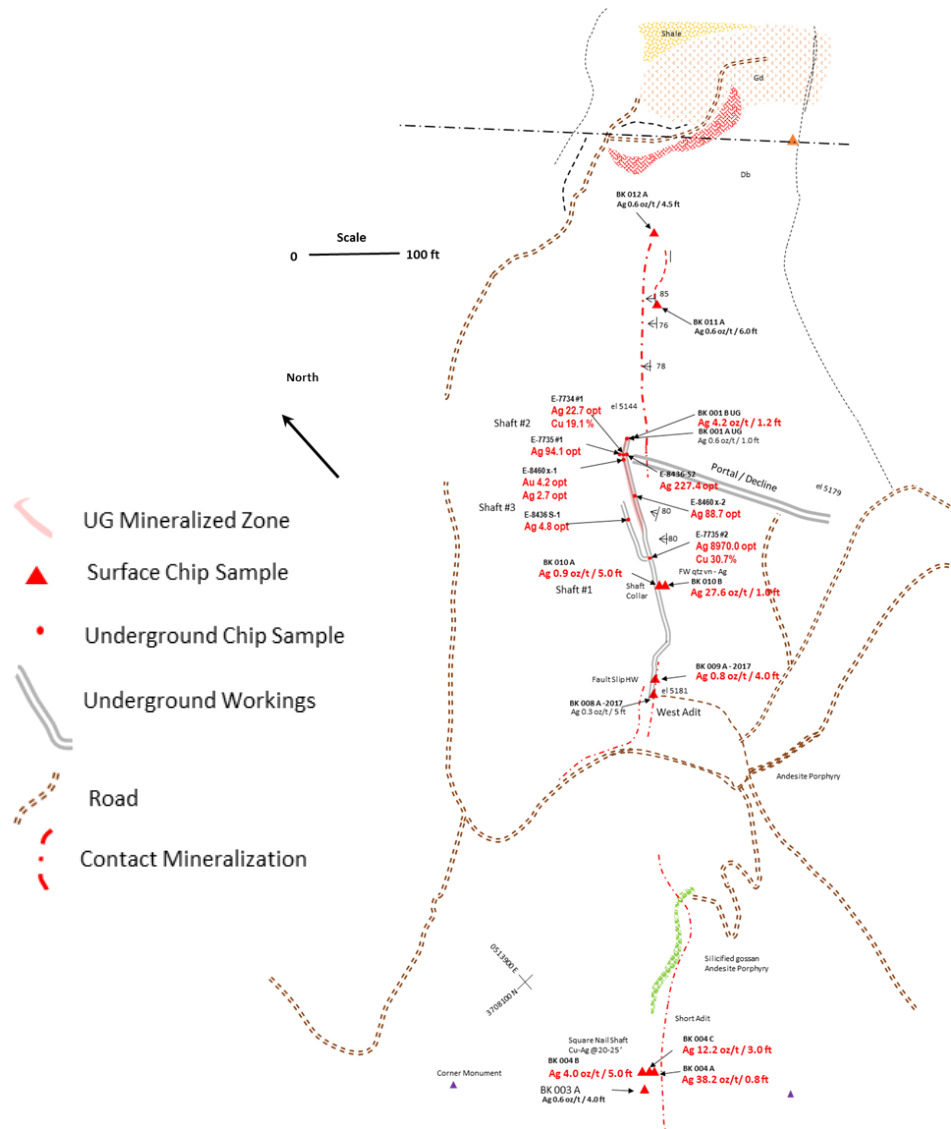 Shale
Gd
Db
BK 012 A
Ag 0.6 oz/t / 4.5 ft
Scale
0
100 ft
85
BK 011 A
Ag 0.6 oz/t / 6.0 ft
76
78
North
E-7734 #1
Ag 22.7 opt
Cu 19.1 %
el 5144
Shaft #2
BK 001 B UG
Ag 4.2 oz/t / 1.2 ft
BK 001 A UG
Ag 0.6 oz/t / 1.0 ft
E-7735 #1
Ag 94.1 opt
E-8436-S2
Ag 227.4 opt
Portal / Decline
el 5179
E-8460 x-1
Au 4.2 opt
Ag 2.7 opt
E-8460 x-2
Ag 88.7 opt
Shaft #3
E-8436 S-1
Ag 4.8 opt
80
80
E-7735 #2
Ag 8970.0 opt
Cu 30.7%
FW qtz vn - Ag
BK 010 A
Ag 0.9 oz/t / 5.0 ft
Shaft #1
Shaft
Collar
BK 010 B
Ag 27.6 oz/t / 1.0 ft
UG Mineralized Zone
Surface Chip Sample
Underground Chip Sample
Underground Workings
Road
Contact Mineralization
BK 009 A - 2017
Ag 0.8 oz/t / 4.0 ft
Fault Slip HW
el 5181
BK 008 A -2017
Ag 0.3 oz/t / 5 ft
West Adit
Andesite Porphyry
0513900 E
3708100 N
Silicified gossan
Andesite Porphyry
Short Adit
Square Nail Shaft
Cu-Ag @20-25'
BK 004 C
Ag 12.2 oz/t / 3.0 ft
BK 004 B
Ag 4.0 oz/t / 5.0 ft
BK 004 A
Ag 38.2 oz/t/ 0.8 ft
Corner Monument
BK 003 A
Ag 0.6 oz/t / 4.0 ft